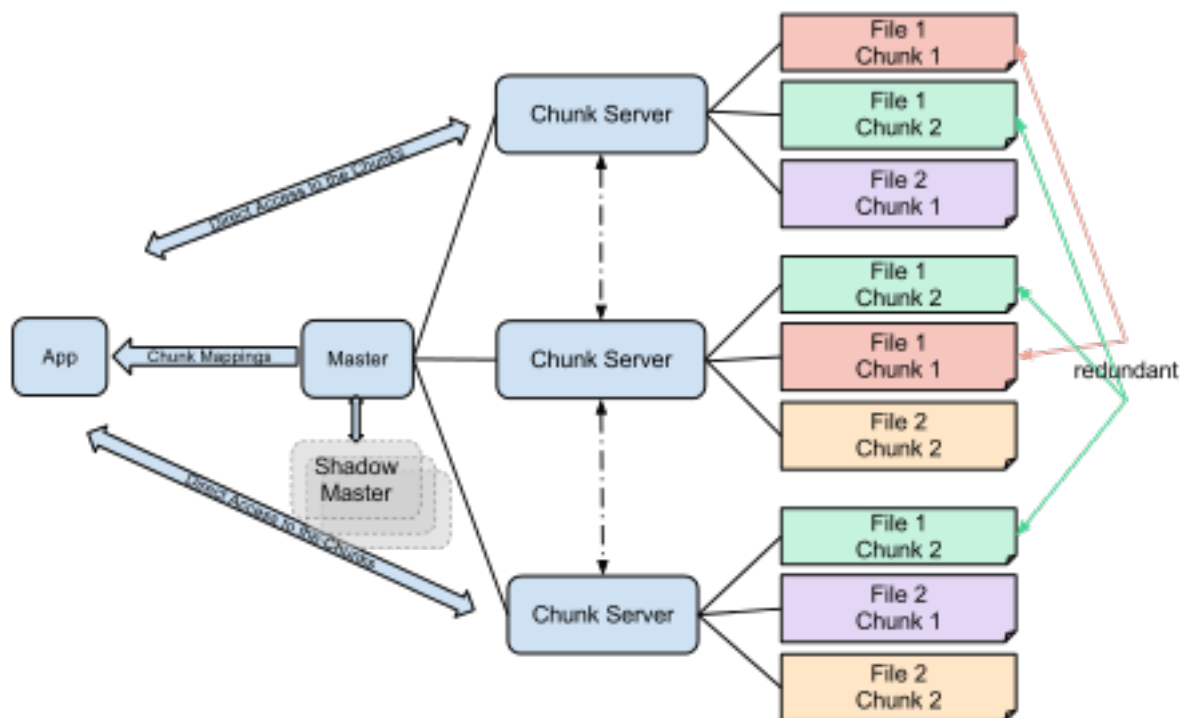 File 1
Chunk 1
File 1
Chunk 2
File 2
Chunk 1
Chunk Server
Direct Access to the Chunks
File 1
Chunk 2
File 1
Chunk 1
File 2
Chunk 2
redundant
App
Chunk Mappings
Master
Chunk Server
Shadow
Master
Direct Access to the Chunks
File 1
Chunk 2
File 2
Chunk 1
File 2
Chunk 2
Chunk Server